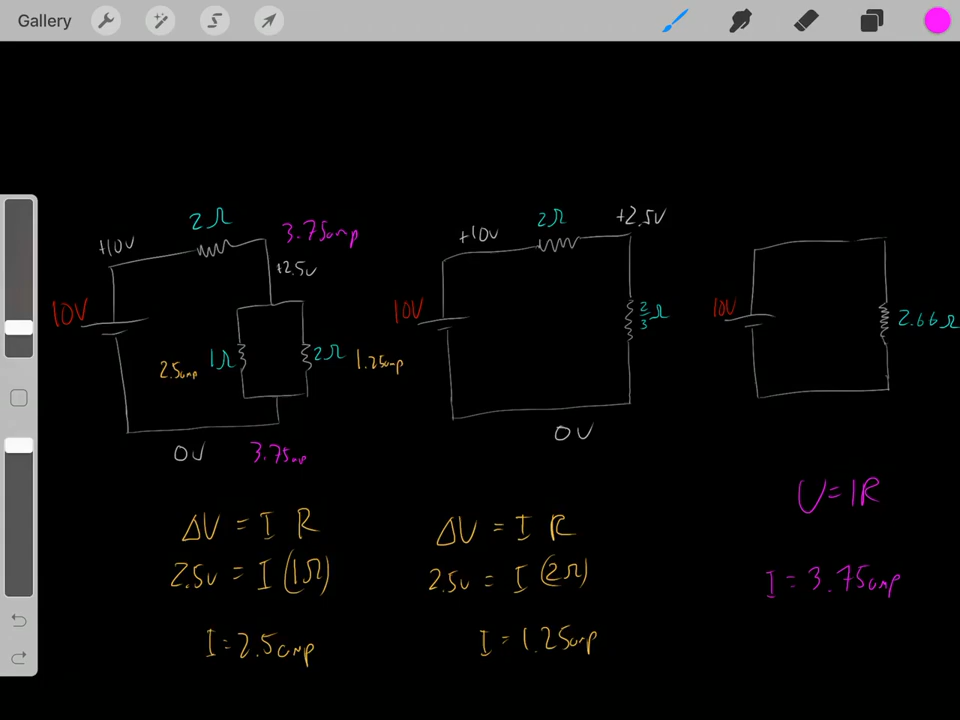 Gallery
2Ω
3.75amp
+10V
+2.5V
10V
1Ω
2Ω
2.5amp
1.25amp
0V
3.75amp
2Ω
+2.5V
+10V
10V
2/3Ω
0V
10V
2.66Ω
ΔV = I R
2.5v = I (1Ω)
I = 2.5amp
ΔV = I R
2.5v = I (2Ω)
I = 1.25amp
V = IR
I = 3.75amp